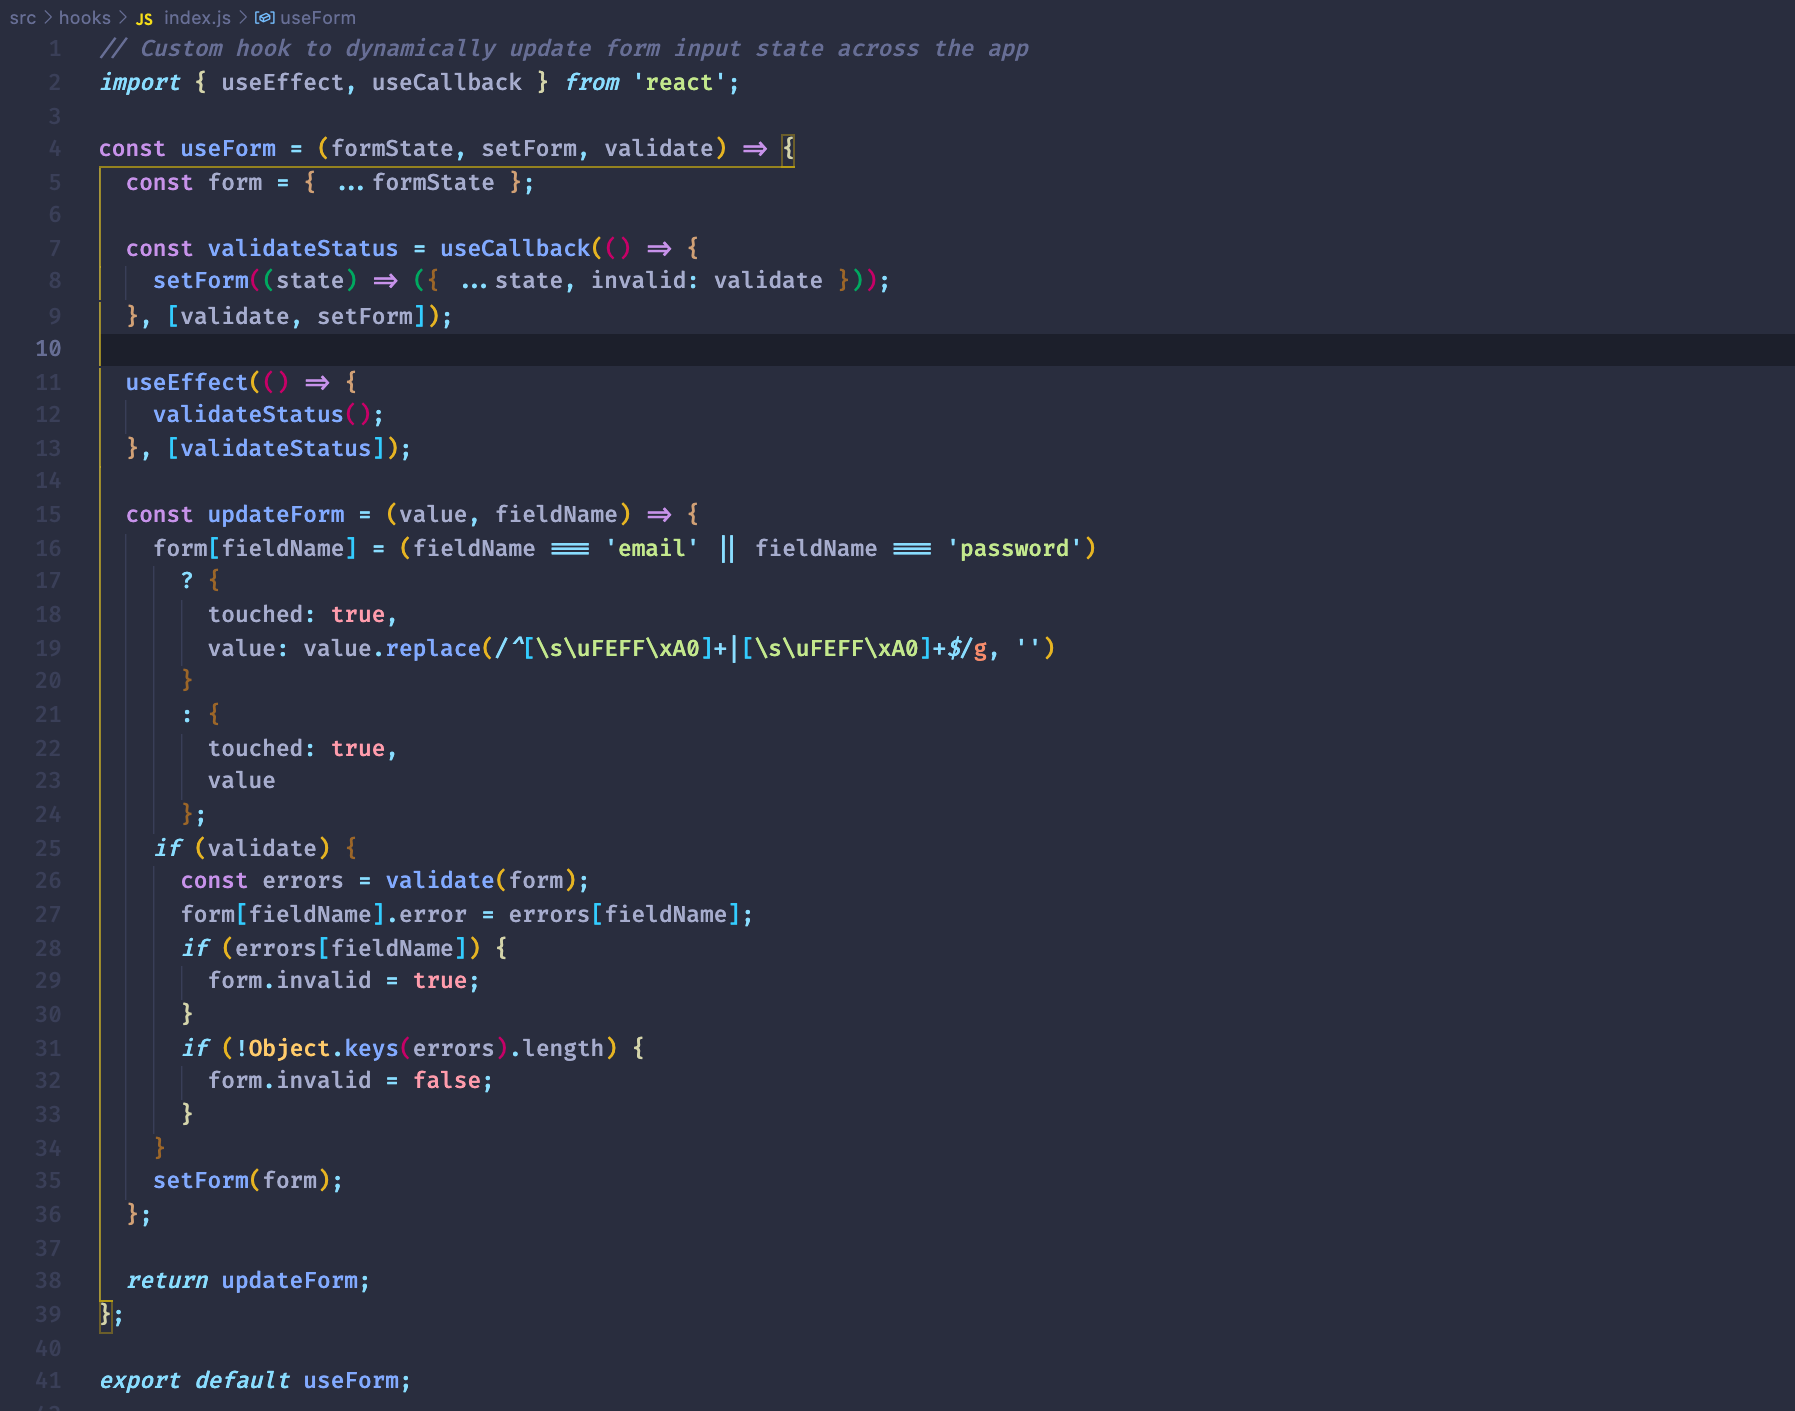 src > hooks > JS index.js > useForm
1 // Custom hook to dynamically update form input state across the app
2 import { useEffect, useCallback } from 'react';
3
4 const useForm = (formState, setForm, validate) => {
5   const form = { ...formState };
6
7   const validateStatus = useCallback(() => {
8     setForm((state) => ({ ...state, invalid: validate }));
9   }, [validate, setForm]);
10
11   useEffect(() => {
12     validateStatus();
13   }, [validateStatus]);
14
15   const updateForm = (value, fieldName) => {
16     form[fieldName] = (fieldName === 'email' || fieldName === 'password')
17       ? {
18         touched: true,
19         value: value.replace(/^[\s\uFEFF\xA0]+|[\s\uFEFF\xA0]+$/g, '')
20       }
21       : {
22         touched: true,
23         value
24       };
25     if (validate) {
26       const errors = validate(form);
27       form[fieldName].error = errors[fieldName];
28       if (errors[fieldName]) {
29         form.invalid = true;
30       }
31       if (!Object.keys(errors).length) {
32         form.invalid = false;
33       }
34     }
35     setForm(form);
36   };
37
38   return updateForm;
39 };
40
41 export default useForm;